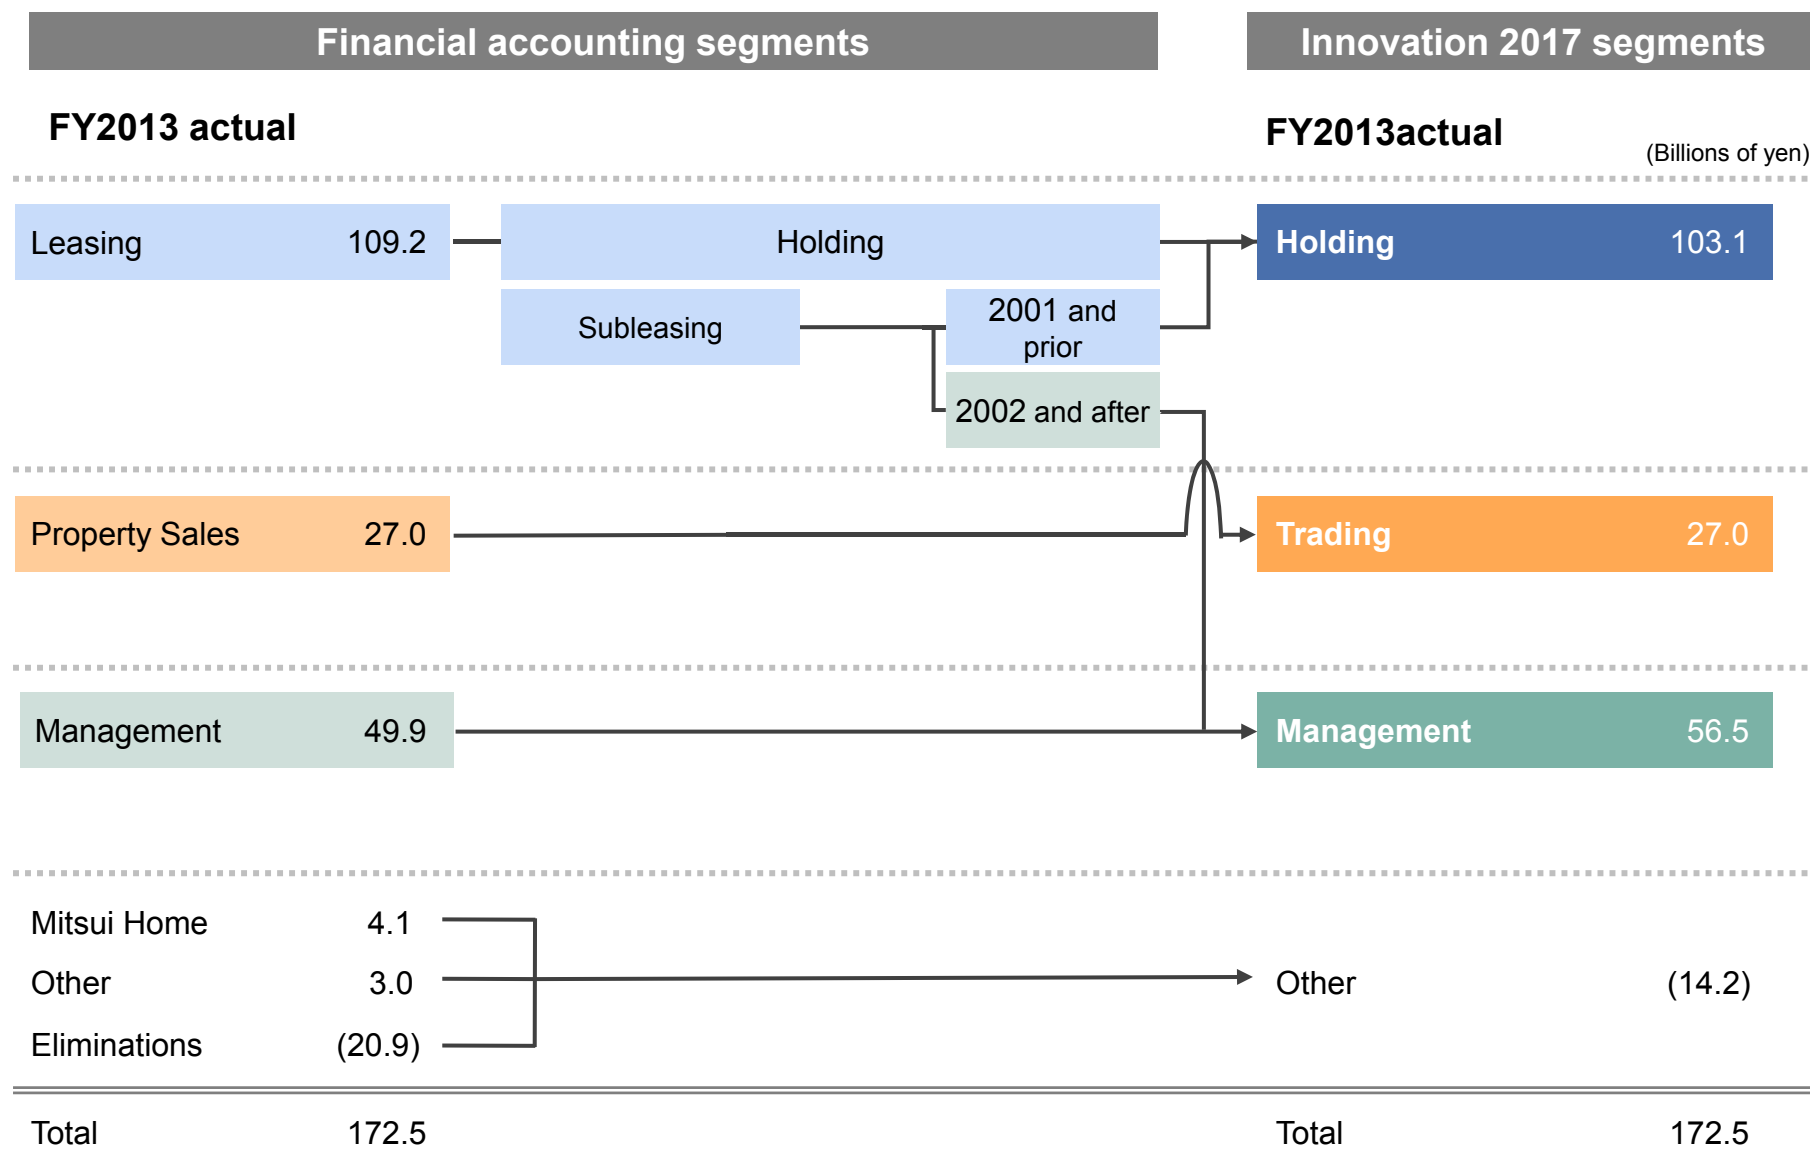 Financial accounting segments
Innovation 2017 segments
FY2013 actual
FY2013actual
(Billions of yen)
Leasing 109.2
Holding
Holding 103.1
Subleasing
2001 and
prior
2002 and after
Property Sales 27.0
Trading 27.0
Management 49.9
Management 56.5
Mitsui Home 4.1
Other 3.0
Other (14.2)
Eliminations (20.9)
Total 172.5
Total 172.5